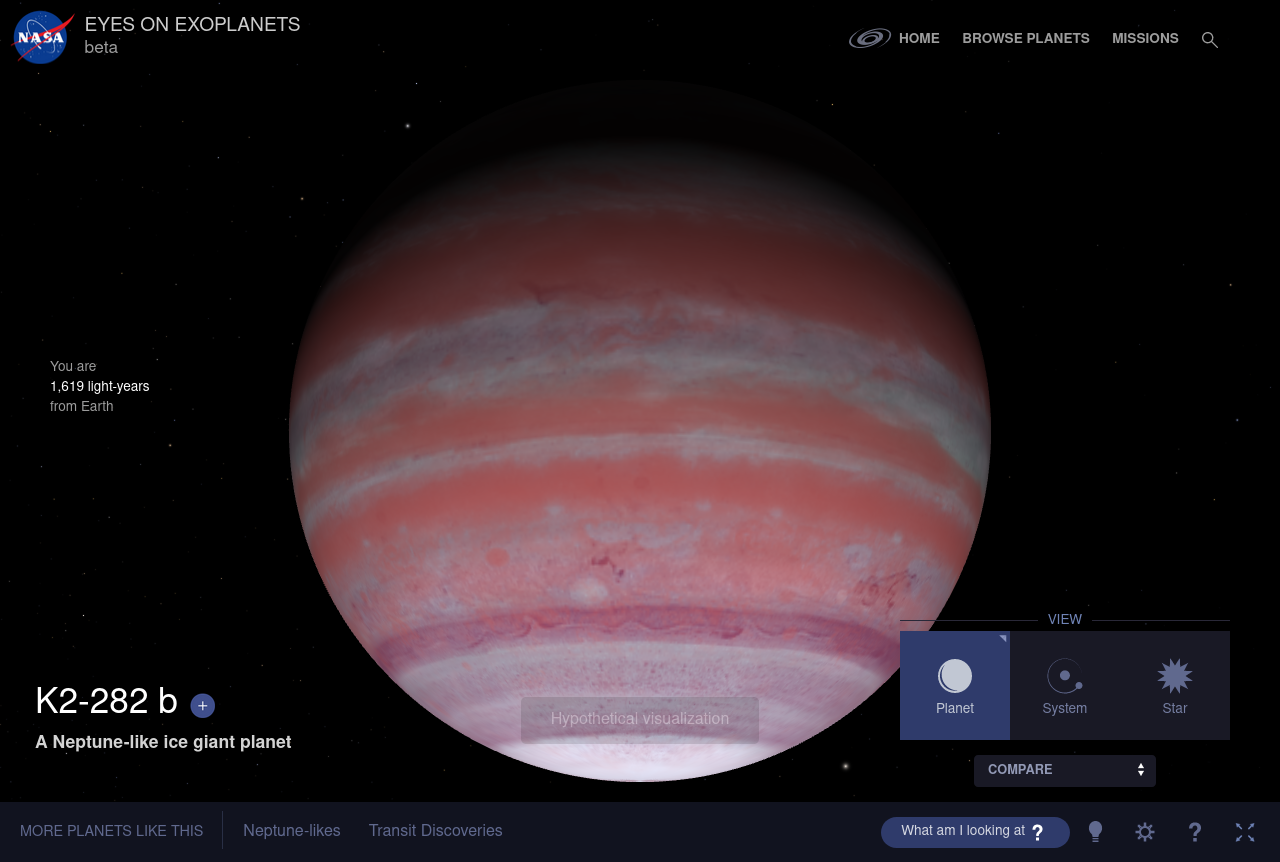 NASA
EYES ON EXOPLANETS
beta
HOME
BROWSE PLANETS
MISSIONS
You are
1,619 light-years
from Earth
VIEW
Planet
System
Star
K2-282 b +
A Neptune-like ice giant planet
Hypothetical visualization
COMPARE
MORE PLANETS LIKE THIS
Neptune-likes
Transit Discoveries
What am I looking at ?
?